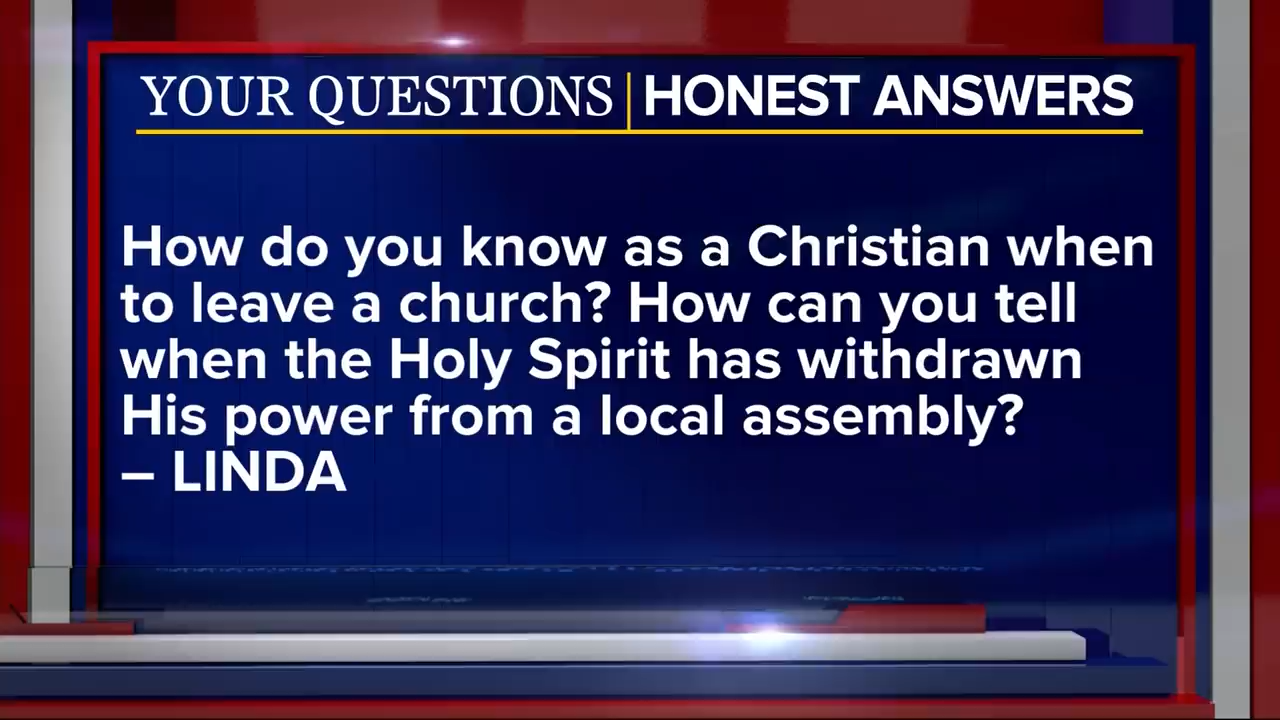 YOUR QUESTIONS | HONEST ANSWERS
How do you know as a Christian when
to leave a church? How can you tell
when the Holy Spirit has withdrawn
His power from a local assembly?
– LINDA